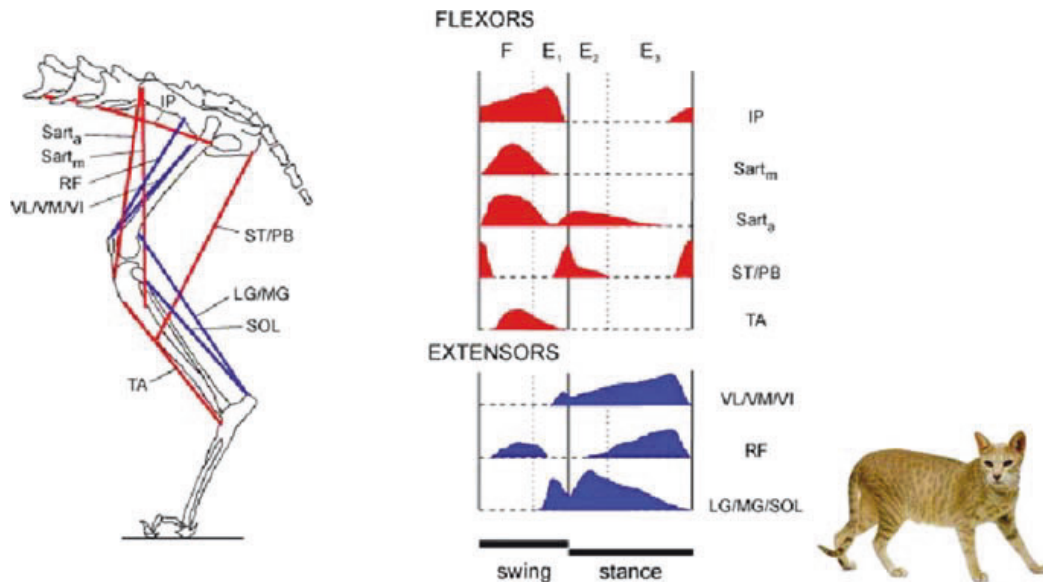 IP
Sartₐ
Sartₘ
RF
VL/VM/VI
ST/PB
LG/MG
SOL
TA
FLEXORS
F E₁ E₂ E₃
IP
Sartₘ
Sartₐ
ST/PB
TA
EXTENSORS
VL/VM/VI
RF
LG/MG/SOL
swing stance